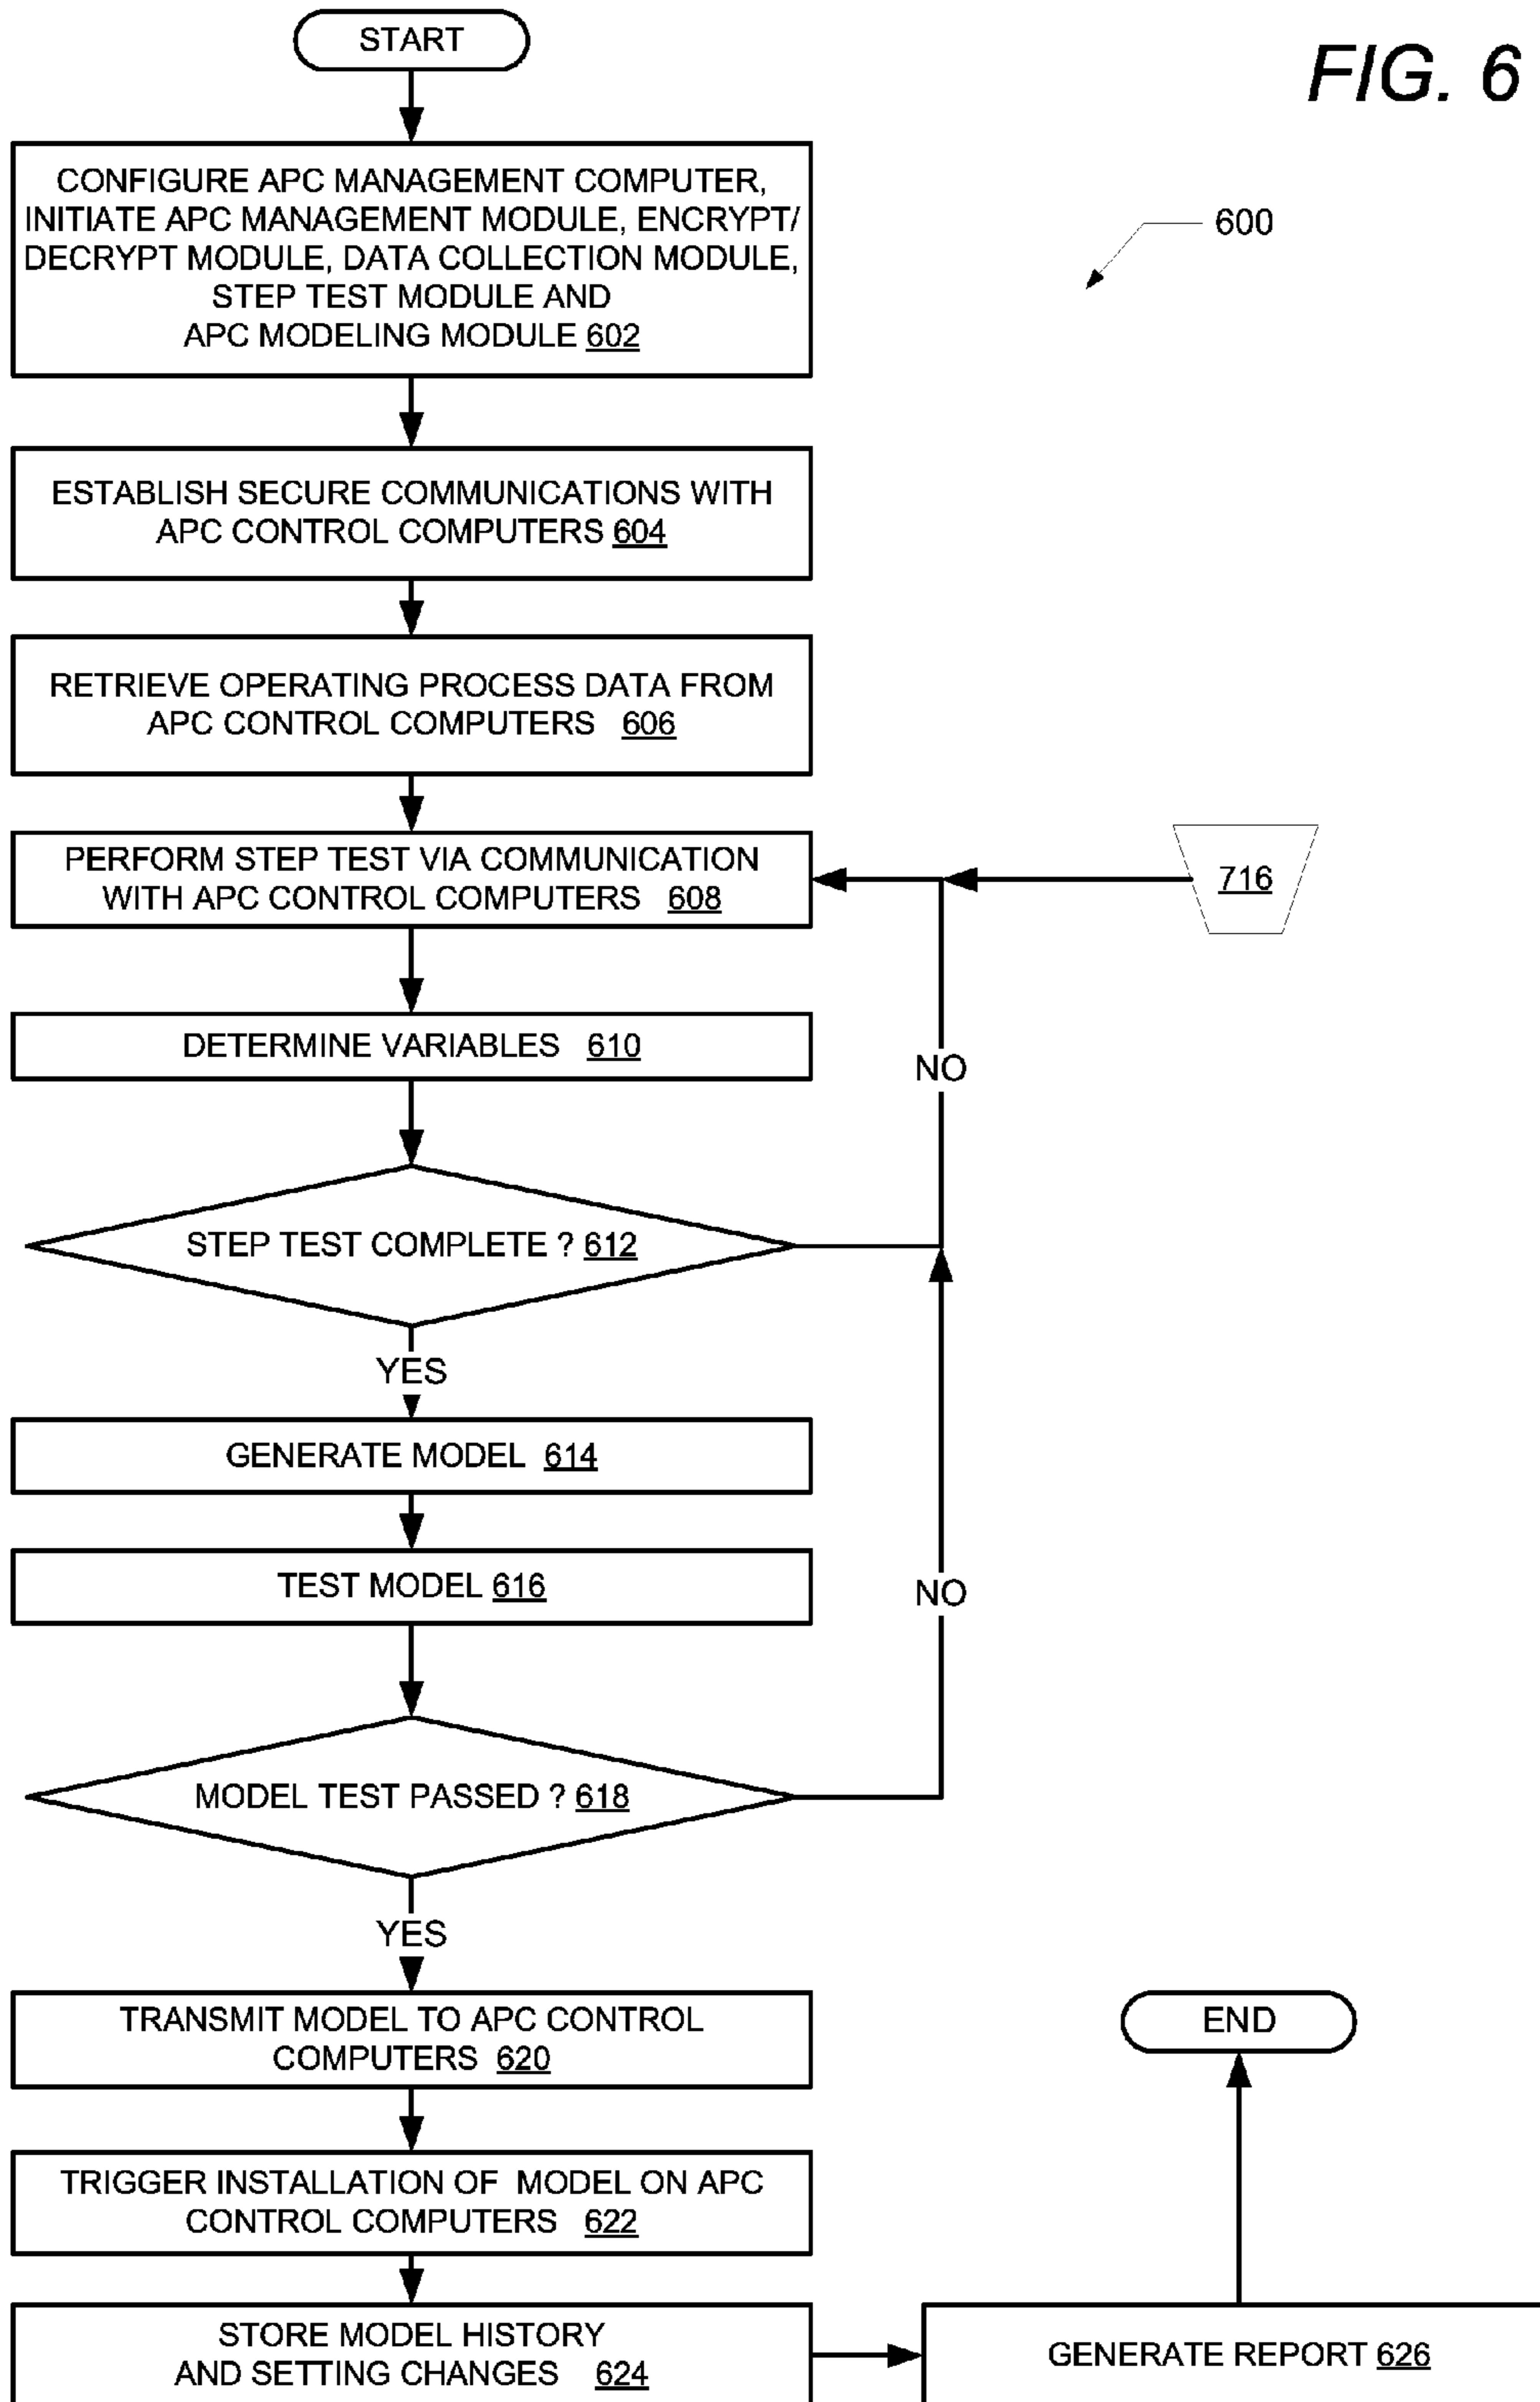 START
FIG. 6
CONFIGURE APC MANAGEMENT COMPUTER,
INITIATE APC MANAGEMENT MODULE, ENCRYPT/
DECRYPT MODULE, DATA COLLECTION MODULE,
STEP TEST MODULE AND
APC MODELING MODULE 602
600
ESTABLISH SECURE COMMUNICATIONS WITH
APC CONTROL COMPUTERS 604
RETRIEVE OPERATING PROCESS DATA FROM
APC CONTROL COMPUTERS 606
PERFORM STEP TEST VIA COMMUNICATION
WITH APC CONTROL COMPUTERS 608
716
DETERMINE VARIABLES 610
NO
STEP TEST COMPLETE ? 612
YES
GENERATE MODEL 614
TEST MODEL 616
NO
MODEL TEST PASSED ? 618
YES
TRANSMIT MODEL TO APC CONTROL
COMPUTERS 620
END
TRIGGER INSTALLATION OF MODEL ON APC
CONTROL COMPUTERS 622
STORE MODEL HISTORY
AND SETTING CHANGES 624
GENERATE REPORT 626